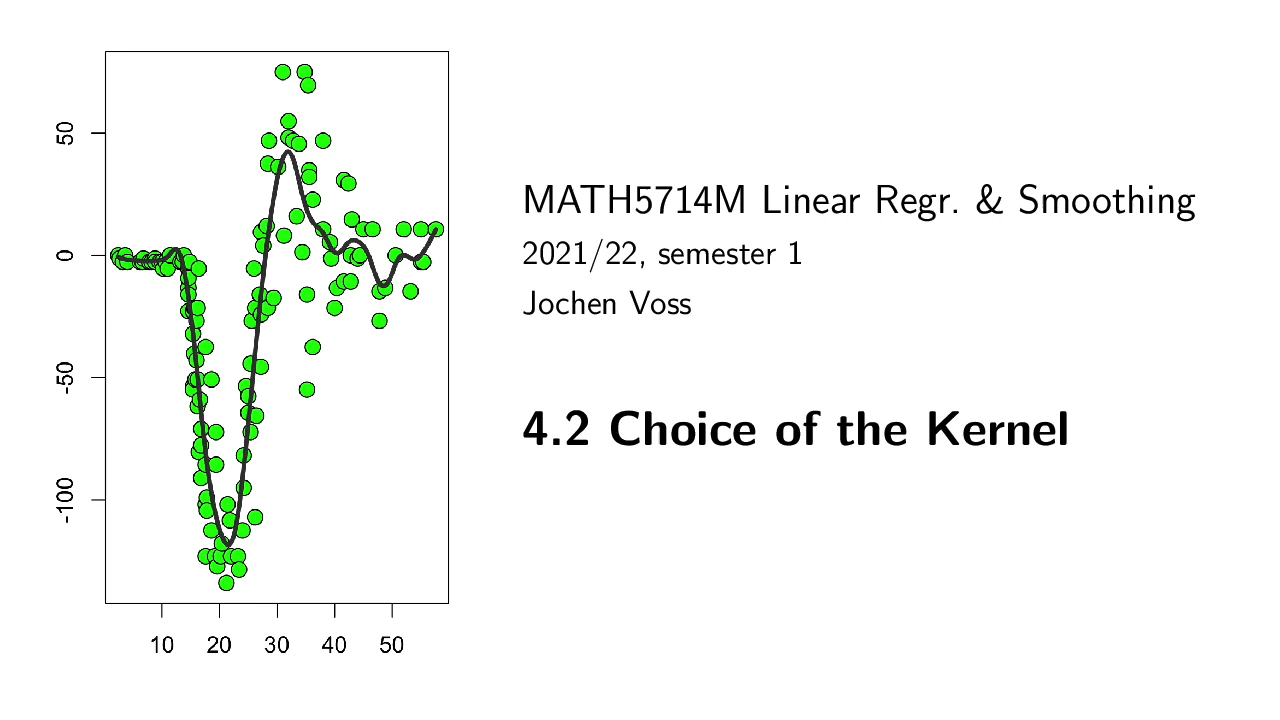 50
0
-50
-100
10 20 30 40 50
MATH5714M Linear Regr. & Smoothing
2021/22, semester 1
Jochen Voss
4.2 Choice of the Kernel